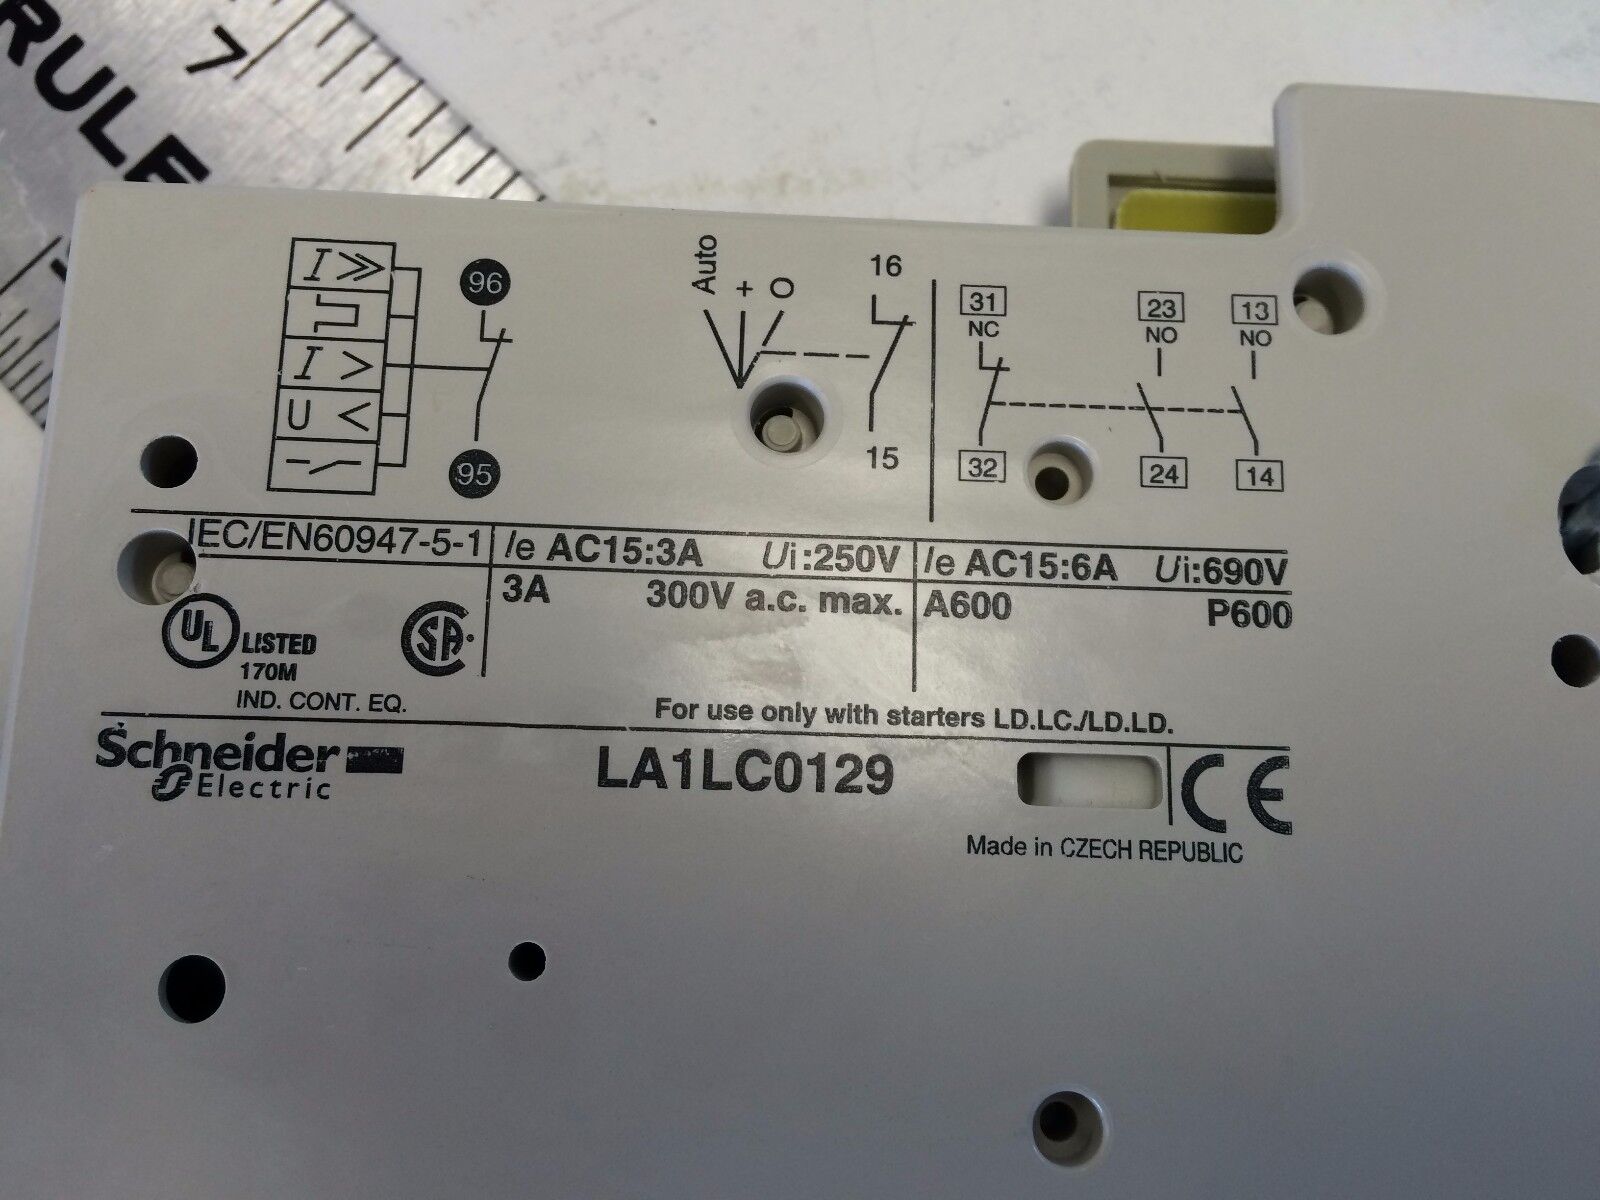 RULE
7
I >>
I >
U <
96
95
Auto
+
O
16
15
31
NC
32
23
NO
24
13
NO
14
IEC/EN60947-5-1
Ie AC15:3A Ui:250V
Ie AC15:6A Ui:690V
3A 300V a.c. max.
A600 P600
UL LISTED
170M
IND. CONT. EQ.
SA
For use only with starters LD.LC./LD.LD.
Schneider
Electric
LA1LC0129
CE
Made in CZECH REPUBLIC